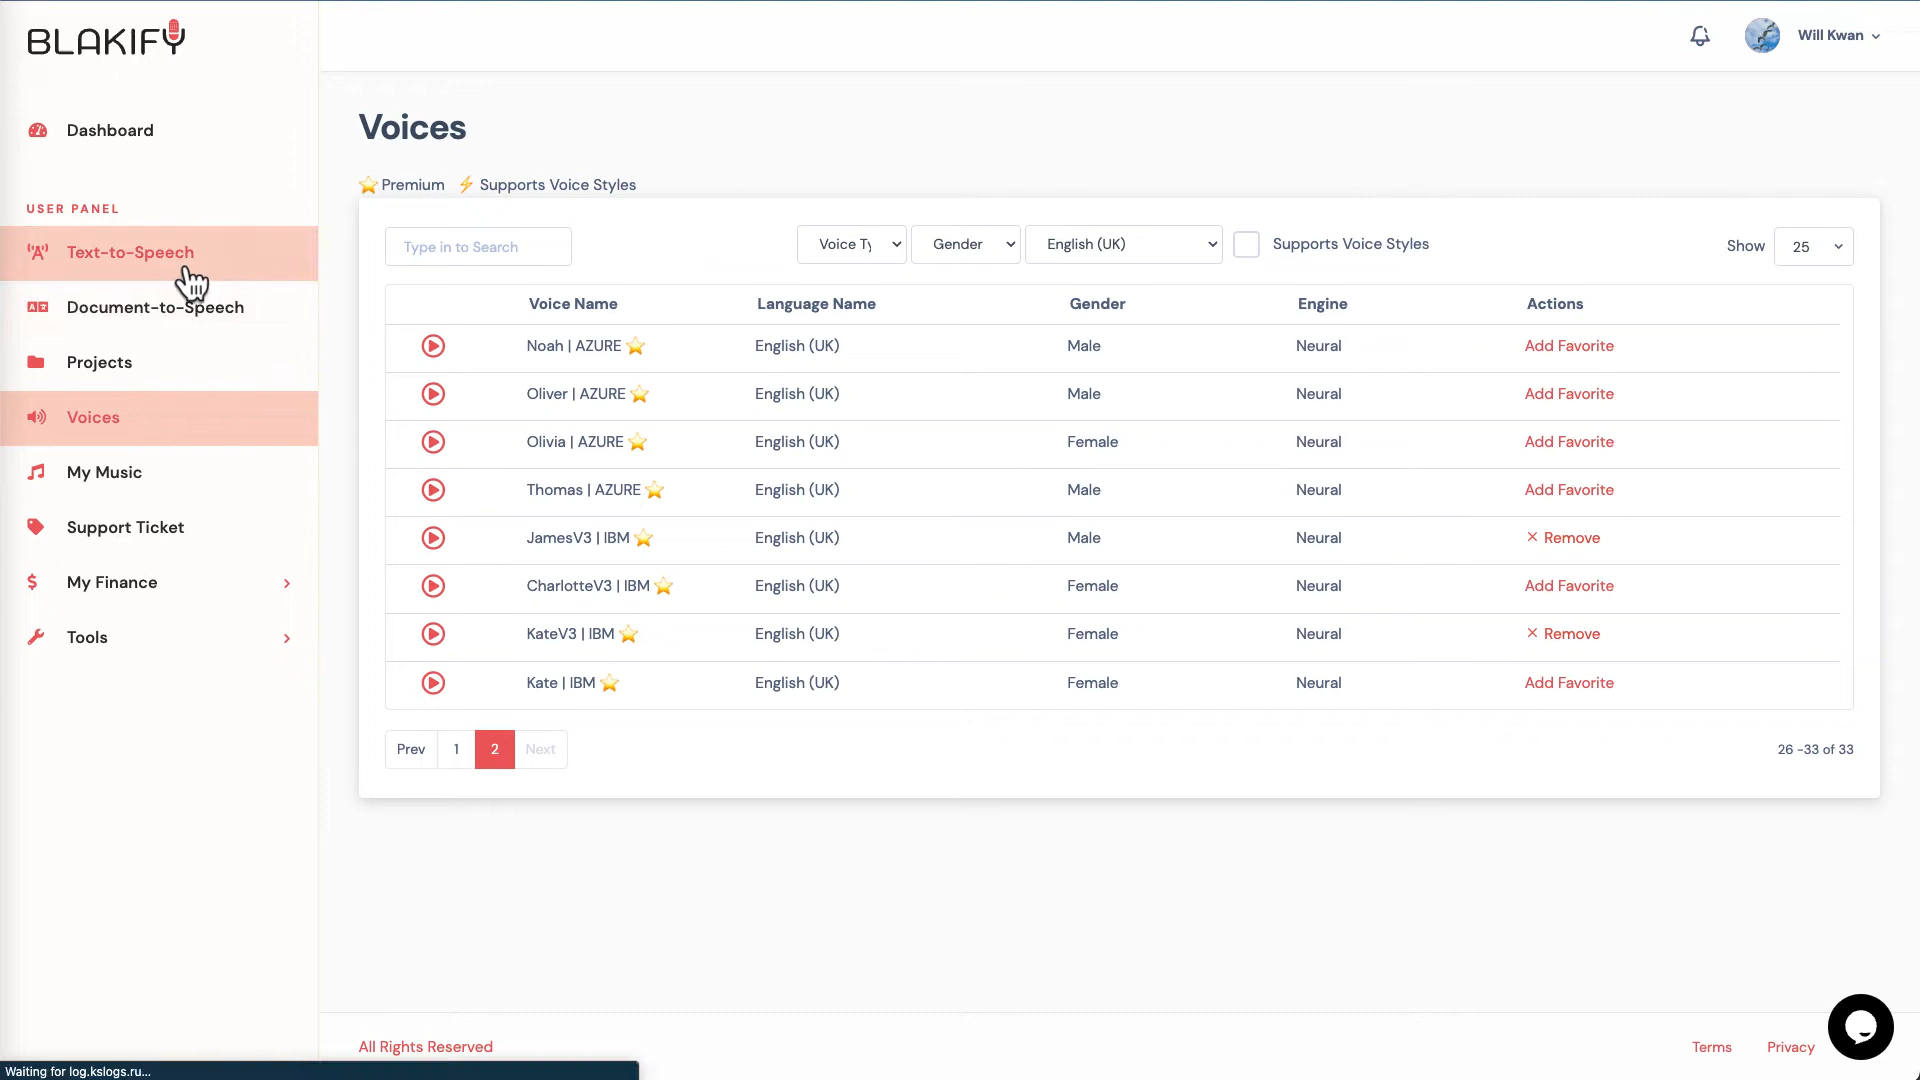 BLAKIFY
Will Kwan
Dashboard
USER PANEL
Text-to-Speech
Document-to-Speech
Projects
Voices
My Music
Support Ticket
My Finance
Tools
Voices
Premium Supports Voice Styles
Type in to Search Voice Ty Gender English (UK) Supports Voice Styles Show 25
Voice Name Language Name Gender Engine Actions
Noah | AZURE English (UK) Male Neural Add Favorite
Oliver | AZURE English (UK) Male Neural Add Favorite
Olivia | AZURE English (UK) Female Neural Add Favorite
Thomas | AZURE English (UK) Male Neural Add Favorite
JamesV3 | IBM English (UK) Male Neural × Remove
CharlotteV3 | IBM English (UK) Female Neural Add Favorite
KateV3 | IBM English (UK) Female Neural × Remove
Kate | IBM English (UK) Female Neural Add Favorite
Prev 1 2 Next 26 -33 of 33
All Rights Reserved Terms Privacy
Waiting for log.kslogs.ru...